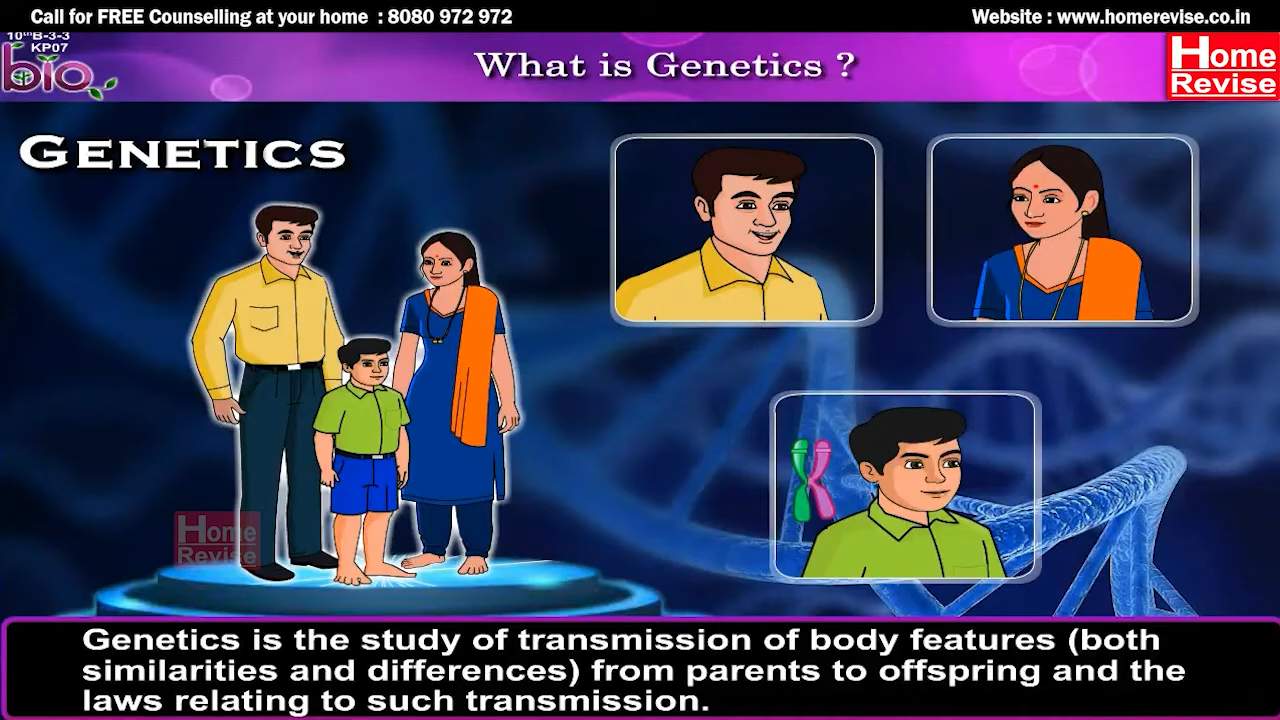 Call for FREE Counselling at your home : 8080 972 972
Website : www.homerevise.co.in
10thB-3-3
KP07
bio
What is Genetics ?
Home
Revise
GENETICS
Home
Revise
Genetics is the study of transmission of body features (both
similarities and differences) from parents to offspring and the
laws relating to such transmission.